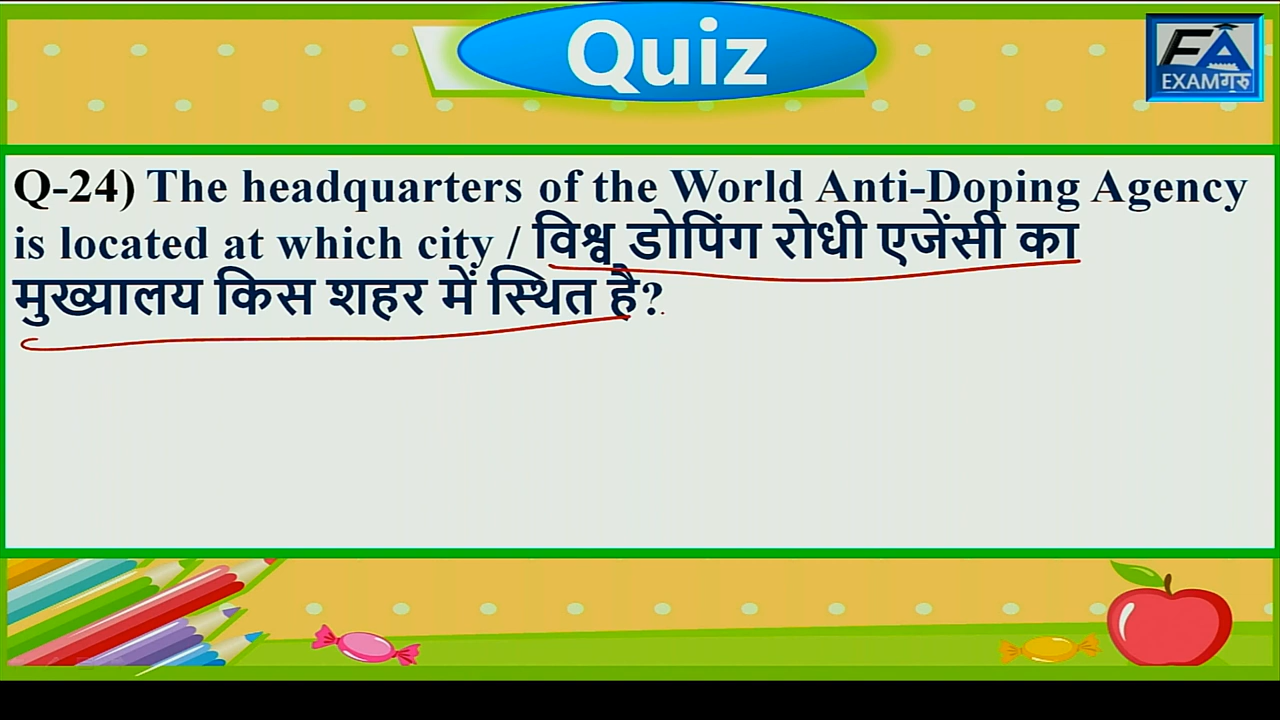 Quiz
EXAMगुरु
Q-24) The headquarters of the World Anti-Doping Agency
is located at which city / विश्व डोपिंग रोधी एजेंसी का
मुख्यालय किस शहर में स्थित है?